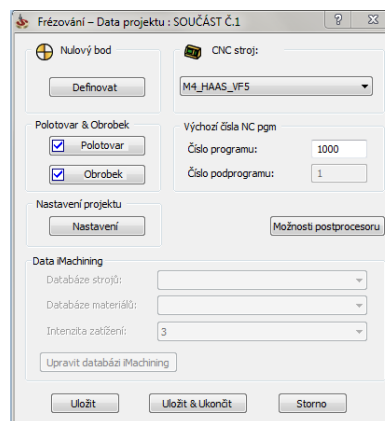 Frézování – Data projektu : SOUČÁST Č.1
Nulový bod
CNC stroj:
Definovat
M4_HAAS_VF5
Polotovar & Obrobek
Výchozí čísla NC pgm
Polotovar
Číslo programu:
1000
Obrobek
Číslo podprogramu:
1
Nastavení projektu
Nastavení
Možnosti postprocesoru
Data iMachining
Databáze strojů:
Databáze materiálů:
Intenzita zatížení:
3
Upravit databázi iMachining
Uložit
Uložit & Ukončit
Storno